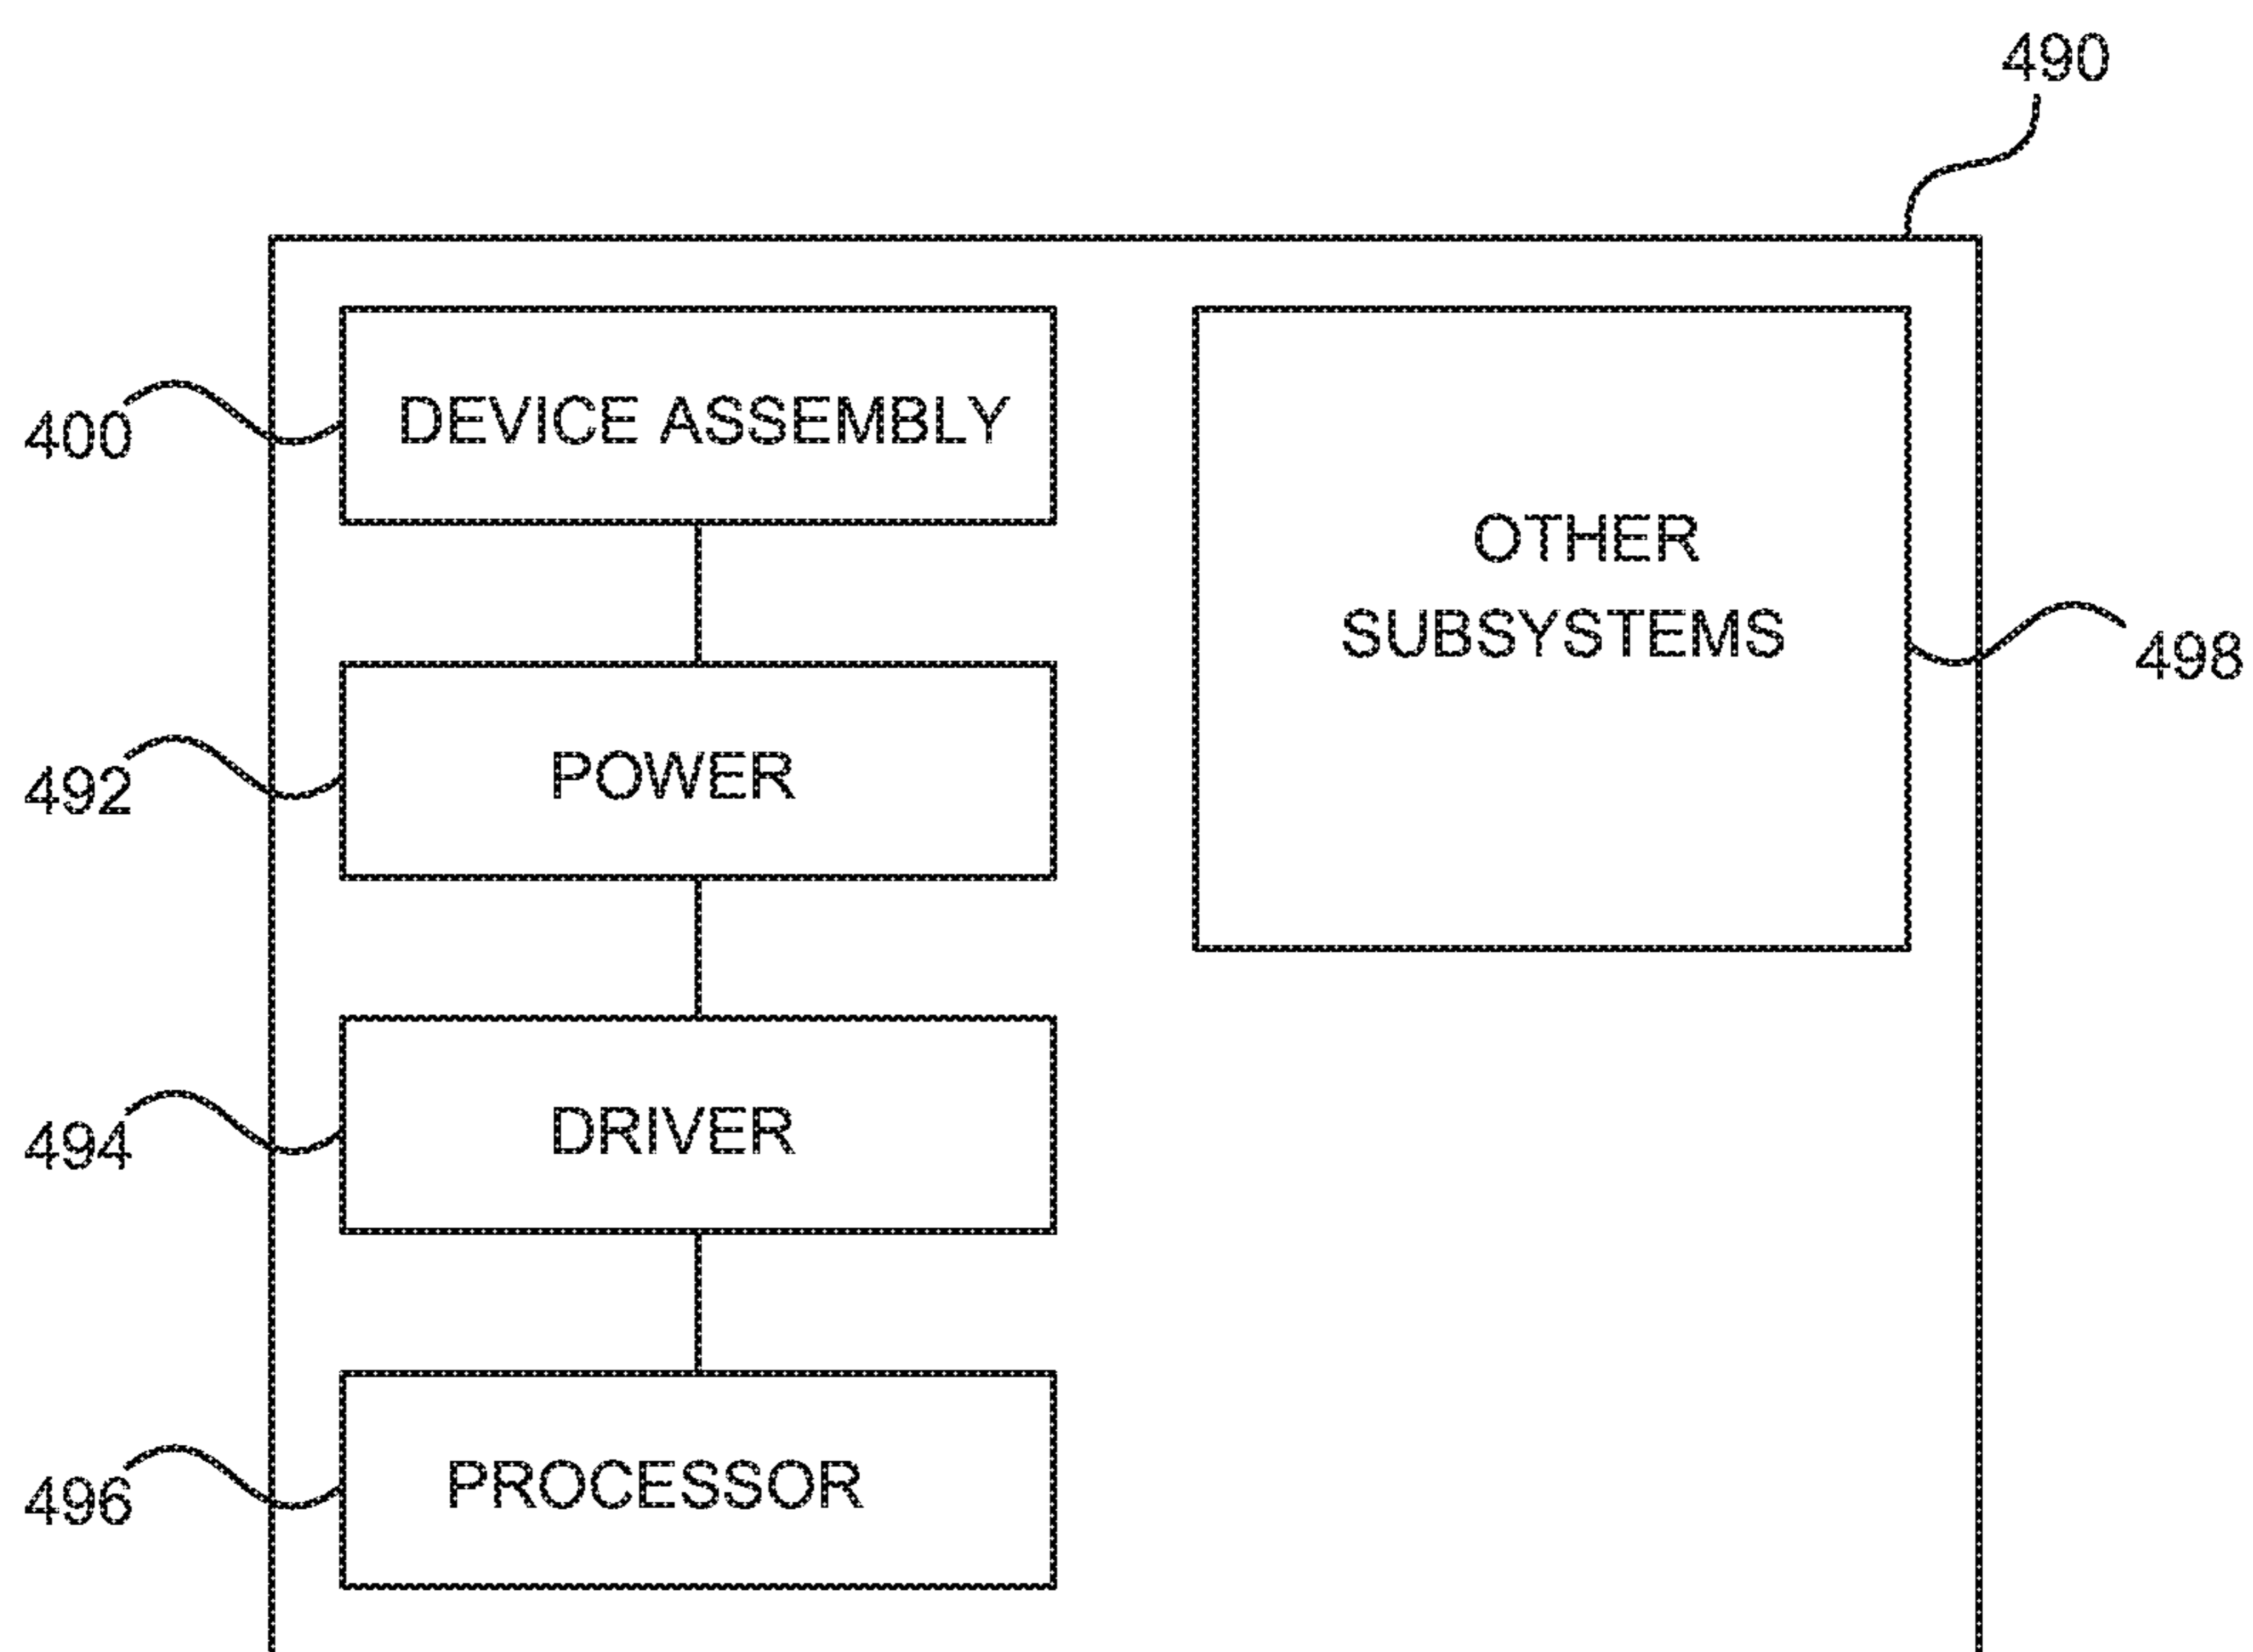 490
400
DEVICE ASSEMBLY
OTHER
SUBSYSTEMS
498
492
POWER
494
DRIVER
496
PROCESSOR